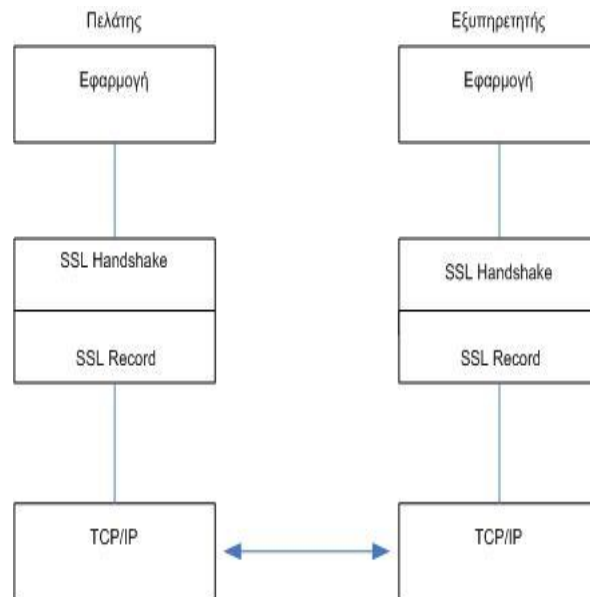 Πελάτης
Εξυπηρετητής
Εφαρμογή
Εφαρμογή
SSL Handshake
SSL Handshake
SSL Record
SSL Record
TCP/IP
TCP/IP